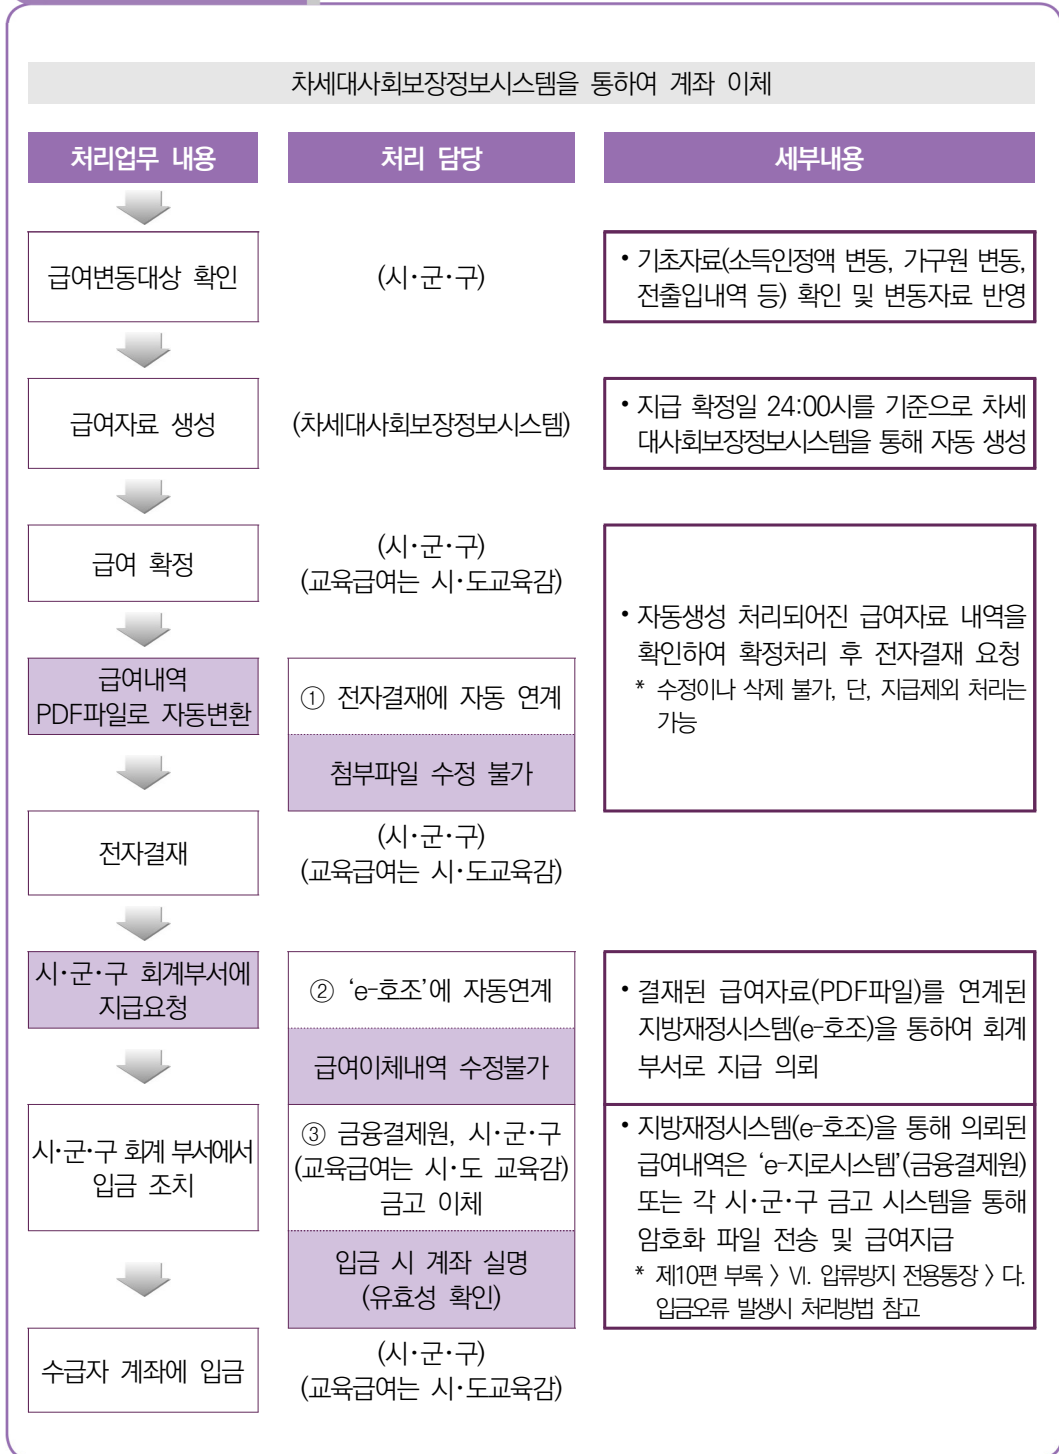 차세대사회보장정보시스템을 통하여 계좌 이체
처리업무 내용
처리 담당
세부내용
급여변동대상 확인
(시·군·구)
• 기초자료(소득인정액 변동, 가구원 변동,
전출입내역 등) 확인 및 변동자료 반영
급여자료 생성
(차세대사회보장정보시스템)
• 지급 확정일 24:00시를 기준으로 차세
대사회보장정보시스템을 통해 자동 생성
급여 확정
(시·군·구)
(교육급여는 시·도교육감)
• 자동생성 처리되어진 급여자료 내역을
확인하여 확정처리 후 전자결재 요청
* 수정이나 삭제 불가, 단, 지급제외 처리는
가능
급여내역
PDF파일로 자동변환
① 전자결재에 자동 연계
첨부파일 수정 불가
전자결재
(시·군·구)
(교육급여는 시·도교육감)
시·군·구 회계부서에
지급요청
② ‘e-호조’에 자동연계
급여이체내역 수정불가
• 결재된 급여자료(PDF파일)를 연계된
지방재정시스템(e-호조)을 통하여 회계
부서로 지급 의뢰
시·군·구 회계 부서에서
입금 조치
③ 금융결제원, 시·군·구
(교육급여는 시·도 교육감)
금고 이체
입금 시 계좌 실명
(유효성 확인)
• 지방재정시스템(e-호조)을 통해 의뢰된
급여내역은 ‘e-지로시스템’(금융결제원)
또는 각 시·군·구 금고 시스템을 통해
암호화 파일 전송 및 급여지급
* 제10편 부록 > Ⅵ. 압류방지 전용통장 > 다.
입금오류 발생시 처리방법 참고
수급자 계좌에 입금
(시·군·구)
(교육급여는 시·도교육감)